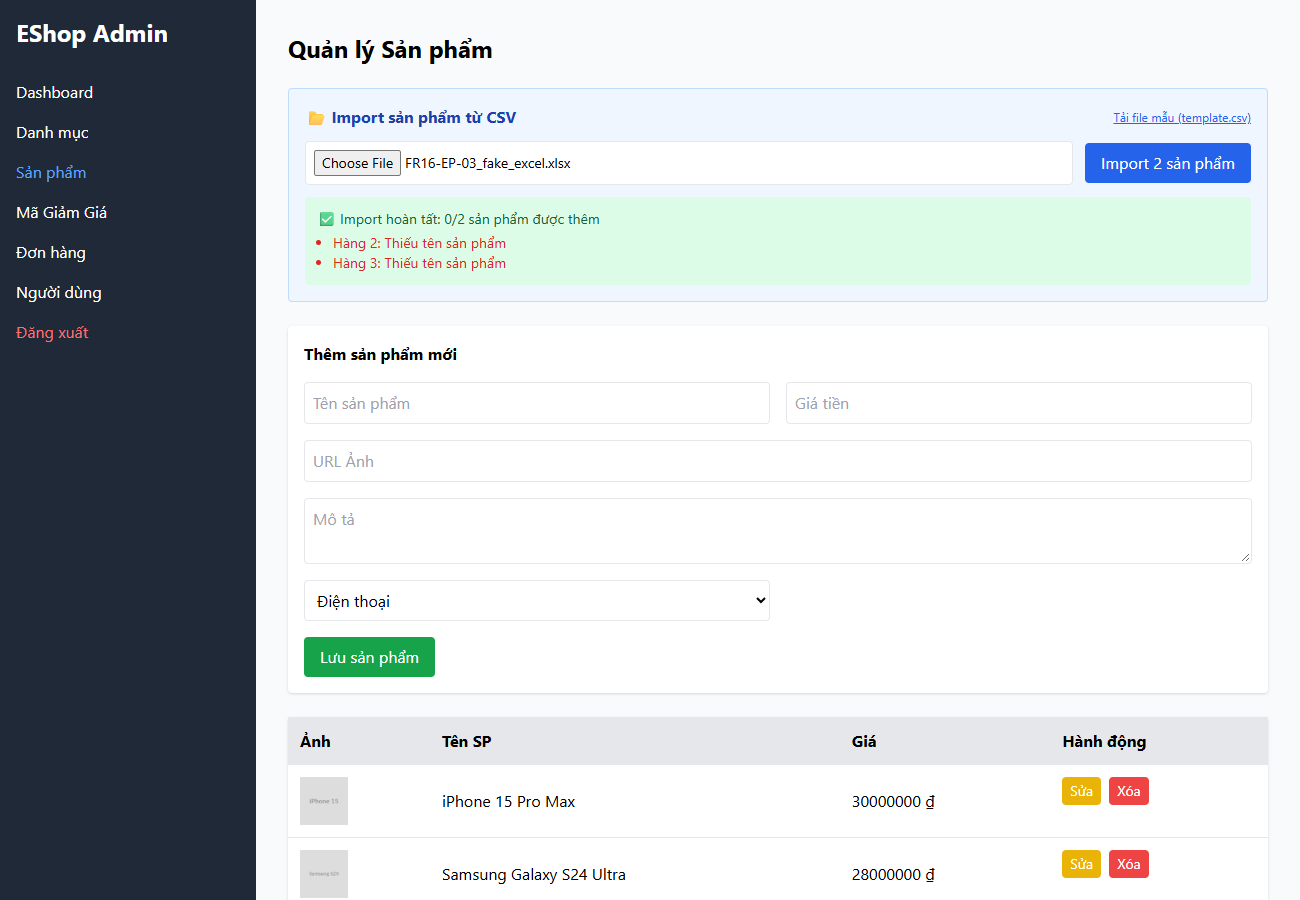 EShop Admin
Dashboard
Danh mục
Sản phẩm
Mã Giảm Giá
Đơn hàng
Người dùng
Đăng xuất
Quản lý Sản phẩm
Import sản phẩm từ CSV
Tải file mẫu (template.csv)
Choose File FR16-EP-03_fake_excel.xlsx
Import 2 sản phẩm
Import hoàn tất: 0/2 sản phẩm được thêm
Hàng 2: Thiếu tên sản phẩm
Hàng 3: Thiếu tên sản phẩm
Thêm sản phẩm mới
Tên sản phẩm
Giá tiền
URL Ảnh
Mô tả
Điện thoại
Lưu sản phẩm
Ảnh Tên SP Giá Hành động
iPhone 15
iPhone 15 Pro Max 30000000 ₫ Sửa Xóa
Samsung S24
Samsung Galaxy S24 Ultra 28000000 ₫ Sửa Xóa